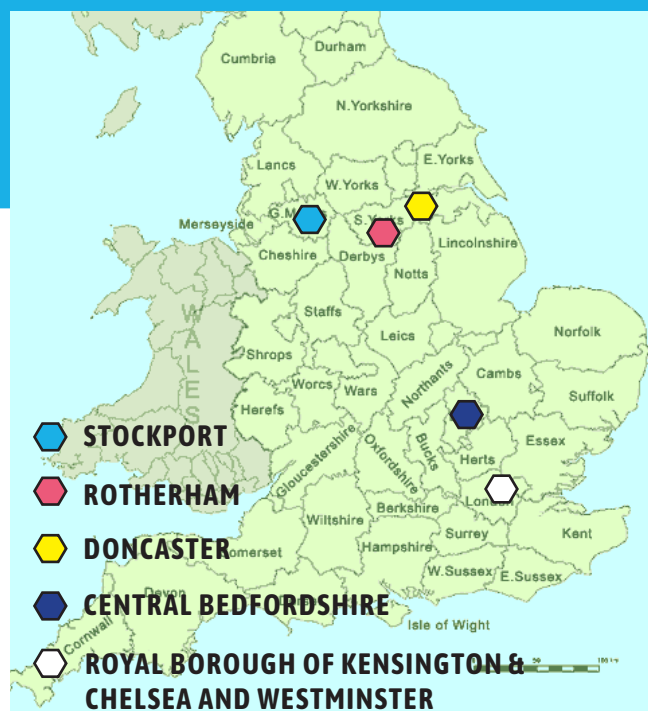 Durham
Cumbria
N.Yorkshire
Lancs
E.Yorks
W.Yorks
Merseyside
Cheshire
Derbys
Lincolnshire
Notts
WALES
Staffs
Leics
Norfolk
Shrops
Cambs
Northants
Worcs
Wars
Suffolk
Herefs
STOCKPORT
Gloucestershire
Oxfordshire
Bucks
Herts
Essex
ROTHERHAM
Berkshire
Wiltshire
Surrey
Kent
Hampshire
DONCASTER
W.Sussex
E.Sussex
CENTRAL BEDFORDSHIRE
Isle of Wight
Cornwall
ROYAL BOROUGH OF KENSINGTON &
CHELSEA AND WESTMINSTER